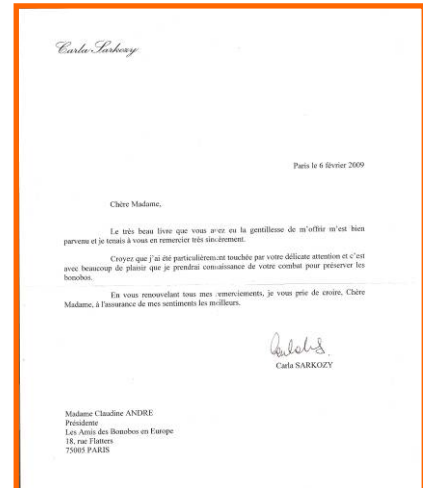 Carla Sarkozy
Paris le 6 février 2009
Chère Madame,
Le très beau livre que vous avez eu la gentillesse de m'offrir m'est bien
parvenu et je tenais à vous en remercier très sincèrement.
Croyez que j'ai été particulièrement touchée par votre délicate attention et c'est
avec beaucoup de plaisir que je prendrai connaissance de votre combat pour préserver les
bonobos.
En vous renouvelant tous mes remerciements, je vous prie de croire, Chère
Madame, à l'assurance de mes sentiments les meilleurs.
Carla SARKOZY
Madame Claudine ANDRE
Présidente
Les Amis des Bonobos en Europe
18, rue Flatters
75005 PARIS